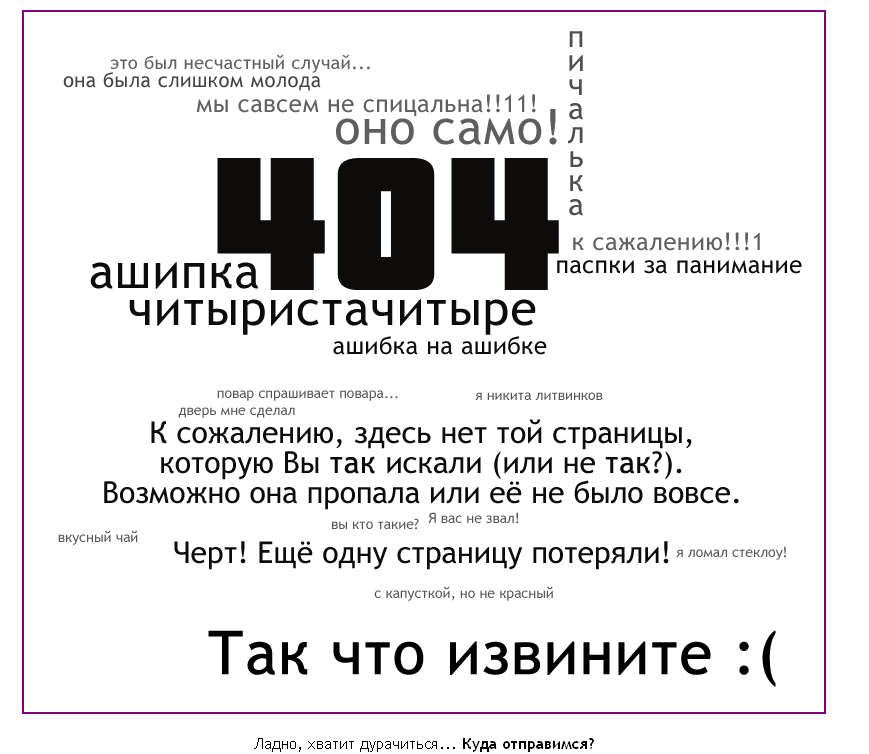 это был несчастный случай...
она была слишком молода
мы савсем не спицальна!!11!
оно само!
пичалька
404
к сажалению!!!1
паспки за панимание
ашипка
читыристачитыре
ашибка на ашибке
повар спрашивает повара...
я никита литвинков
дверь мне сделал
К сожалению, здесь нет той страницы,
которую Вы так искали (или не так?).
Возможно она пропала или её не было вовсе.
вы кто такие?
Я вас не звал!
вкусный чай
Черт! Ещё одну страницу потеряли!
я ломал стеклоу!
с капусткой, но не красный
Так что извините :(
Ладно, хватит дурачиться... Куда отправимся?